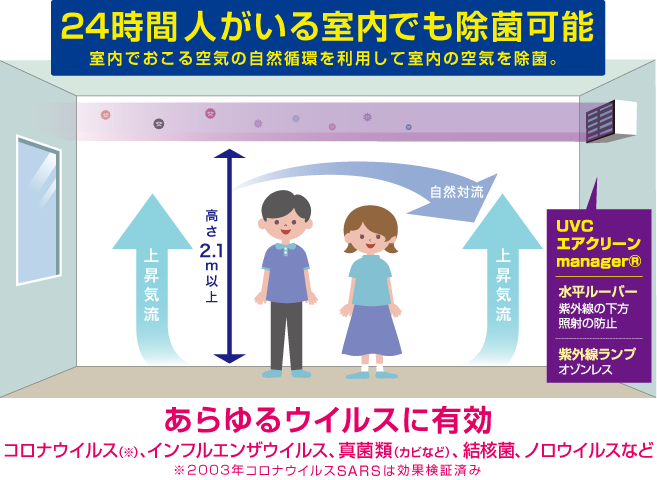 24時間 人がいる室内でも除菌可能
室内でおこる空気の自然循環を利用して室内の空気を除菌。
自然対流
高さ2.1m以上
上昇気流
上昇気流
UVC
エアクリーン
manager®
水平ルーバー
紫外線の下方
照射の防止
紫外線ランプ
オゾンレス
あらゆるウイルスに有効
コロナウイルス(※)、インフルエンザウイルス、真菌類(カビなど)、結核菌、ノロウイルスなど
※2003年コロナウイルスSARSは効果検証済み